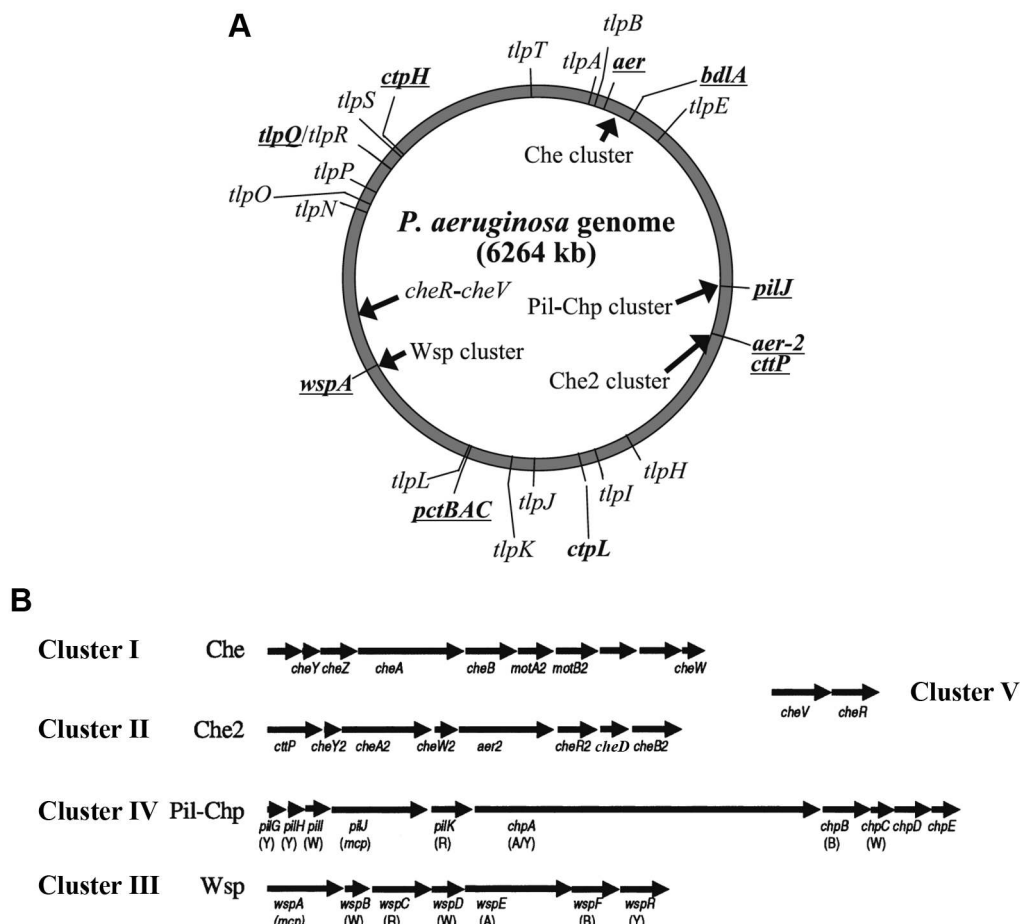 A
tlpB
tlpT
tlpA
aer
ctpH
bdlA
tlpS
tlpE
tlpQ/tlpR
Che cluster
tlpP
tlpO
tlpN
P. aeruginosa genome
(6264 kb)
cheR-cheV
Pil-Chp cluster
pilJ
Wsp cluster
aer-2
cttP
Che2 cluster
wspA
tlpL
tlpH
tlpI
pctBAC
tlpJ
tlpK
ctpL
B
Cluster I Che
cheY cheZ cheA cheB motA2 motB2 cheW
cheV cheR
Cluster V
Cluster II Che2
cttP cheY2 cheA2 cheW2 aer2 cheR2 cheD cheB2
Cluster IV Pil-Chp
pilG pilH pilI pilJ pilK chpA chpB chpC chpD chpE
(Y) (Y) (W) (mcp) (R) (A/Y) (B) (W)
Cluster III Wsp
wspA wspB wspC wspD wspE wspF wspR
(mcp) (W) (R) (W) (A) (B) (Y)